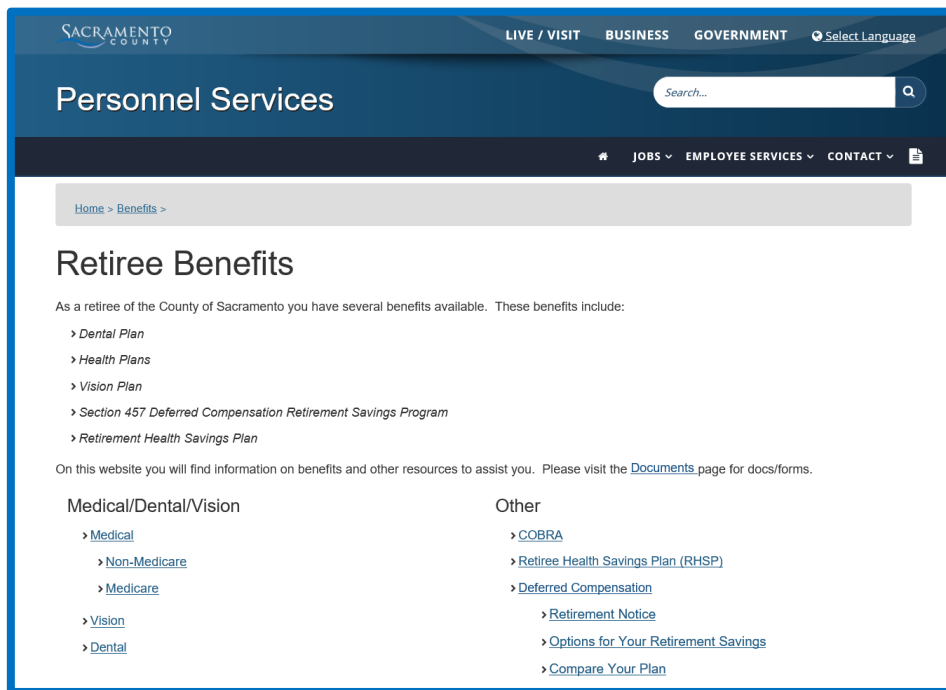 SACRAMENTO
COUNTY
LIVE / VISIT BUSINESS GOVERNMENT Select Language
Personnel Services
Search...
JOBS EMPLOYEE SERVICES CONTACT
Home > Benefits >
Retiree Benefits
As a retiree of the County of Sacramento you have several benefits available. These benefits include:
Dental Plan
Health Plans
Vision Plan
Section 457 Deferred Compensation Retirement Savings Program
Retirement Health Savings Plan
On this website you will find information on benefits and other resources to assist you. Please visit the Documents page for docs/forms.
Medical/Dental/Vision
Medical
Non-Medicare
Medicare
Vision
Dental
Other
COBRA
Retiree Health Savings Plan (RHSP)
Deferred Compensation
Retirement Notice
Options for Your Retirement Savings
Compare Your Plan